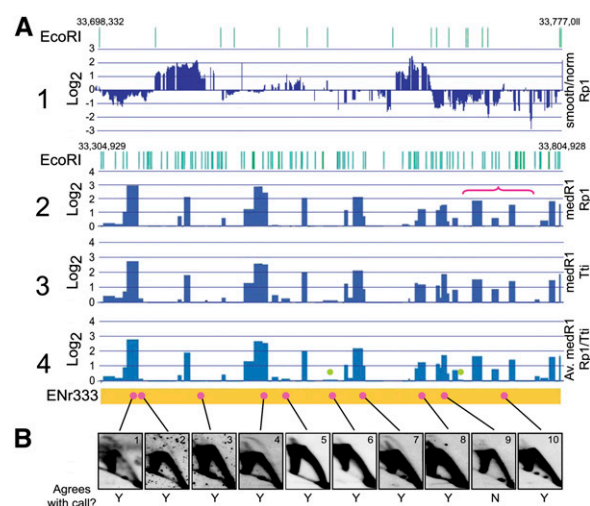 A
33,698,332
33,777,011
EcoRI
3
2
1
0
-1
-2
-3
Log2
1
smooth/norm
Rp1
33,304,929
33,804,928
EcoRI
4
3
2
1
0
Log2
2
medR1
Rp1
4
3
2
1
0
Log2
3
medR1
Tti
4
3
2
1
0
Log2
4
Av. medR1
Rp1/Tti
ENr333
B
1 2 3 4 5 6 7 8 9 10
Agrees
with call?
Y Y Y Y Y Y Y Y N Y